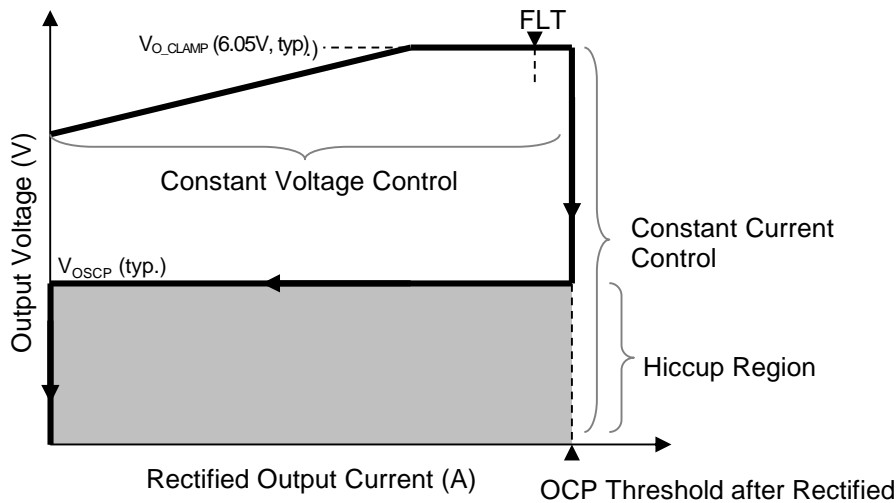 FLT
V_O_CLAMP (6.05V, typ).)
Constant Voltage Control
Output Voltage (V)
Constant Current
Control
V_OSCP (typ.)
Hiccup Region
Rectified Output Current (A)
OCP Threshold after Rectified